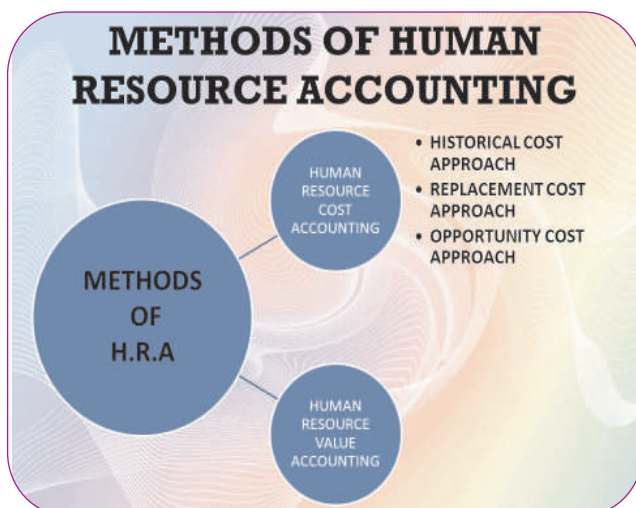 METHODS OF HUMAN
RESOURCE ACCOUNTING
METHODS
OF
H.R.A
HUMAN
RESOURCE
COST
ACCOUNTING
• HISTORICAL COST
APPROACH
• REPLACEMENT COST
APPROACH
• OPPORTUNITY COST
APPROACH
HUMAN
RESOURCE
VALUE
ACCOUNTING